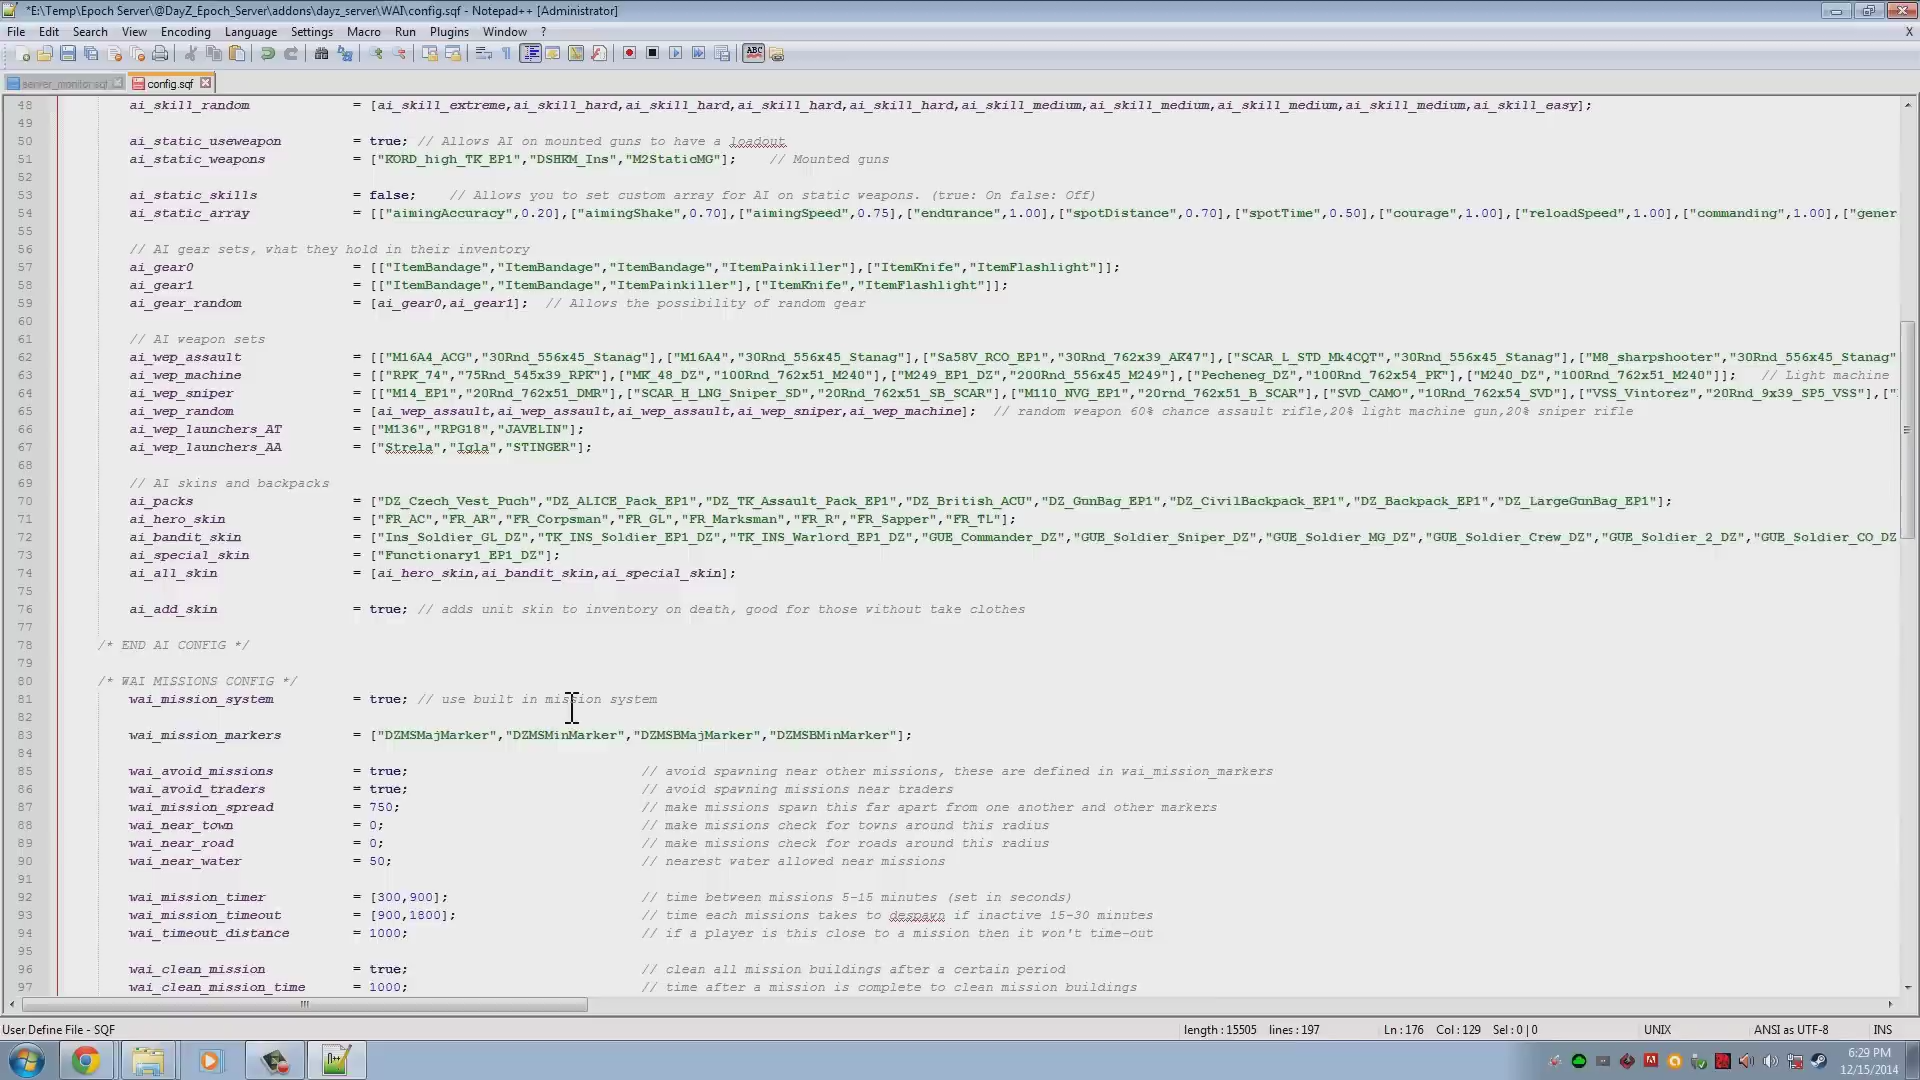 *E:\Temp\Epoch Server\@DayZ_Epoch_Server\addons\dayz_server\WAI\config.sqf - Notepad++ [Administrator]
File Edit Search View Encoding Language Settings Macro Run Plugins Window ? X
server_monitor.sqf config.sqf
48 ai_skill_random = [ai_skill_extreme,ai_skill_hard,ai_skill_hard,ai_skill_hard,ai_skill_hard,ai_skill_medium,ai_skill_medium,ai_skill_medium,ai_skill_medium,ai_skill_easy];
49
50 ai_static_useweapon = true; // Allows AI on mounted guns to have a loadout
51 ai_static_weapons = ["KORD_high_TK_EP1","DSHKM_Ins","M2StaticMG"]; // Mounted guns
52
53 ai_static_skills = false; // Allows you to set custom array for AI on static weapons. (true: On false: Off)
54 ai_static_array = [["aimingAccuracy",0.20],["aimingShake",0.70],["aimingSpeed",0.75],["endurance",1.00],["spotDistance",0.70],["spotTime",0.50],["courage",1.00],["reloadSpeed",1.00],["commanding",1.00],["gener
55
56 // AI gear sets, what they hold in their inventory
57 ai_gear0 = [["ItemBandage","ItemBandage","ItemBandage","ItemPainkiller"],["ItemKnife","ItemFlashlight"]];
58 ai_gear1 = [["ItemBandage","ItemBandage","ItemPainkiller"],["ItemKnife","ItemFlashlight"]];
59 ai_gear_random = [ai_gear0,ai_gear1]; // Allows the possibility of random gear
60
61 // AI weapon sets
62 ai_wep_assault = [["M16A4_ACG","30Rnd_556x45_Stanag"],["M16A4","30Rnd_556x45_Stanag"],["Sa58V_RCO_EP1","30Rnd_762x39_AK47"],["SCAR_L_STD_Mk4CQT","30Rnd_556x45_Stanag"],["M8_sharpshooter","30Rnd_556x45_Stanag"
63 ai_wep_machine = [["RPK_74","75Rnd_545x39_RPK"],["MK_48_DZ","100Rnd_762x51_M240"],["M249_EP1_DZ","200Rnd_556x45_M249"],["Pecheneg_DZ","100Rnd_762x54_PK"],["M240_DZ","100Rnd_762x51_M240"]]; // Light machine
64 ai_wep_sniper = [["M14_EP1","20Rnd_762x51_DMR"],["SCAR_H_LNG_Sniper_SD","20Rnd_762x51_SB_SCAR"],["M110_NVG_EP1","20rnd_762x51_B_SCAR"],["SVD_CAMO","10Rnd_762x54_SVD"],["VSS_Vintorez","20Rnd_9x39_SP5_VSS"],["
65 ai_wep_random = [ai_wep_assault,ai_wep_assault,ai_wep_assault,ai_wep_sniper,ai_wep_machine]; // random weapon 60% chance assault rifle,20% light machine gun,20% sniper rifle
66 ai_wep_launchers_AT = ["M136","RPG18","JAVELIN"];
67 ai_wep_launchers_AA = ["Strela","Igla","STINGER"];
68
69 // AI skins and backpacks
70 ai_packs = ["DZ_Czech_Vest_Puch","DZ_ALICE_Pack_EP1","DZ_TK_Assault_Pack_EP1","DZ_British_ACU","DZ_GunBag_EP1","DZ_CivilBackpack_EP1","DZ_Backpack_EP1","DZ_LargeGunBag_EP1"];
71 ai_hero_skin = ["FR_AC","FR_AR","FR_Corpsman","FR_GL","FR_Marksman","FR_R","FR_Sapper","FR_TL"];
72 ai_bandit_skin = ["Ins_Soldier_GL_DZ","TK_INS_Soldier_EP1_DZ","TK_INS_Warlord_EP1_DZ","GUE_Commander_DZ","GUE_Soldier_Sniper_DZ","GUE_Soldier_MG_DZ","GUE_Soldier_Crew_DZ","GUE_Soldier_2_DZ","GUE_Soldier_CO_DZ
73 ai_special_skin = ["Functionary1_EP1_DZ"];
74 ai_all_skin = [ai_hero_skin,ai_bandit_skin,ai_special_skin];
75
76 ai_add_skin = true; // adds unit skin to inventory on death, good for those without take clothes
77
78 /* END AI CONFIG */
79
80 /* WAI MISSIONS CONFIG */
81 wai_mission_system = true; // use built in mission system
82
83 wai_mission_markers = ["DZMSMajMarker","DZMSMinMarker","DZMSBMajMarker","DZMSBMinMarker"];
84
85 wai_avoid_missions = true; // avoid spawning near other missions, these are defined in wai_mission_markers
86 wai_avoid_traders = true; // avoid spawning missions near traders
87 wai_mission_spread = 750; // make missions spawn this far apart from one another and other markers
88 wai_near_town = 0; // make missions check for towns around this radius
89 wai_near_road = 0; // make missions check for roads around this radius
90 wai_near_water = 50; // nearest water allowed near missions
91
92 wai_mission_timer = [300,900]; // time between missions 5-15 minutes (set in seconds)
93 wai_mission_timeout = [900,1800]; // time each missions takes to despawn if inactive 15-30 minutes
94 wai_timeout_distance = 1000; // if a player is this close to a mission then it won't time-out
95
96 wai_clean_mission = true; // clean all mission buildings after a certain period
97 wai_clean_mission_time = 1000; // time after a mission is complete to clean mission buildings
User Define File - SQF length : 15505 lines : 197 Ln : 176 Col : 129 Sel : 0 | 0 UNIX ANSI as UTF-8 INS
6:29 PM
12/15/2014